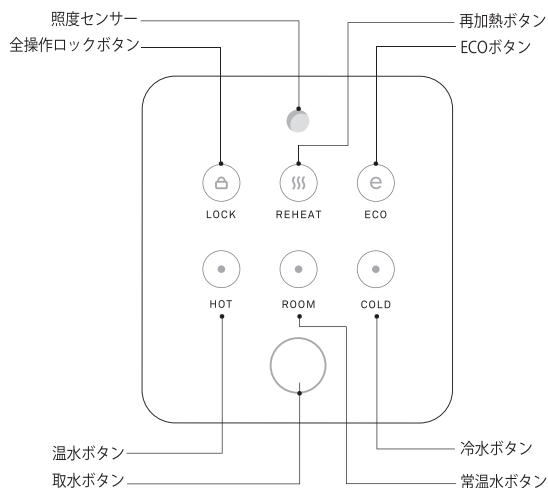 照度センサー
再加熱ボタン
全操作ロックボタン
ECOボタン
LOCK
REHEAT
ECO
HOT
ROOM
COLD
温水ボタン
冷水ボタン
取水ボタン
常温水ボタン